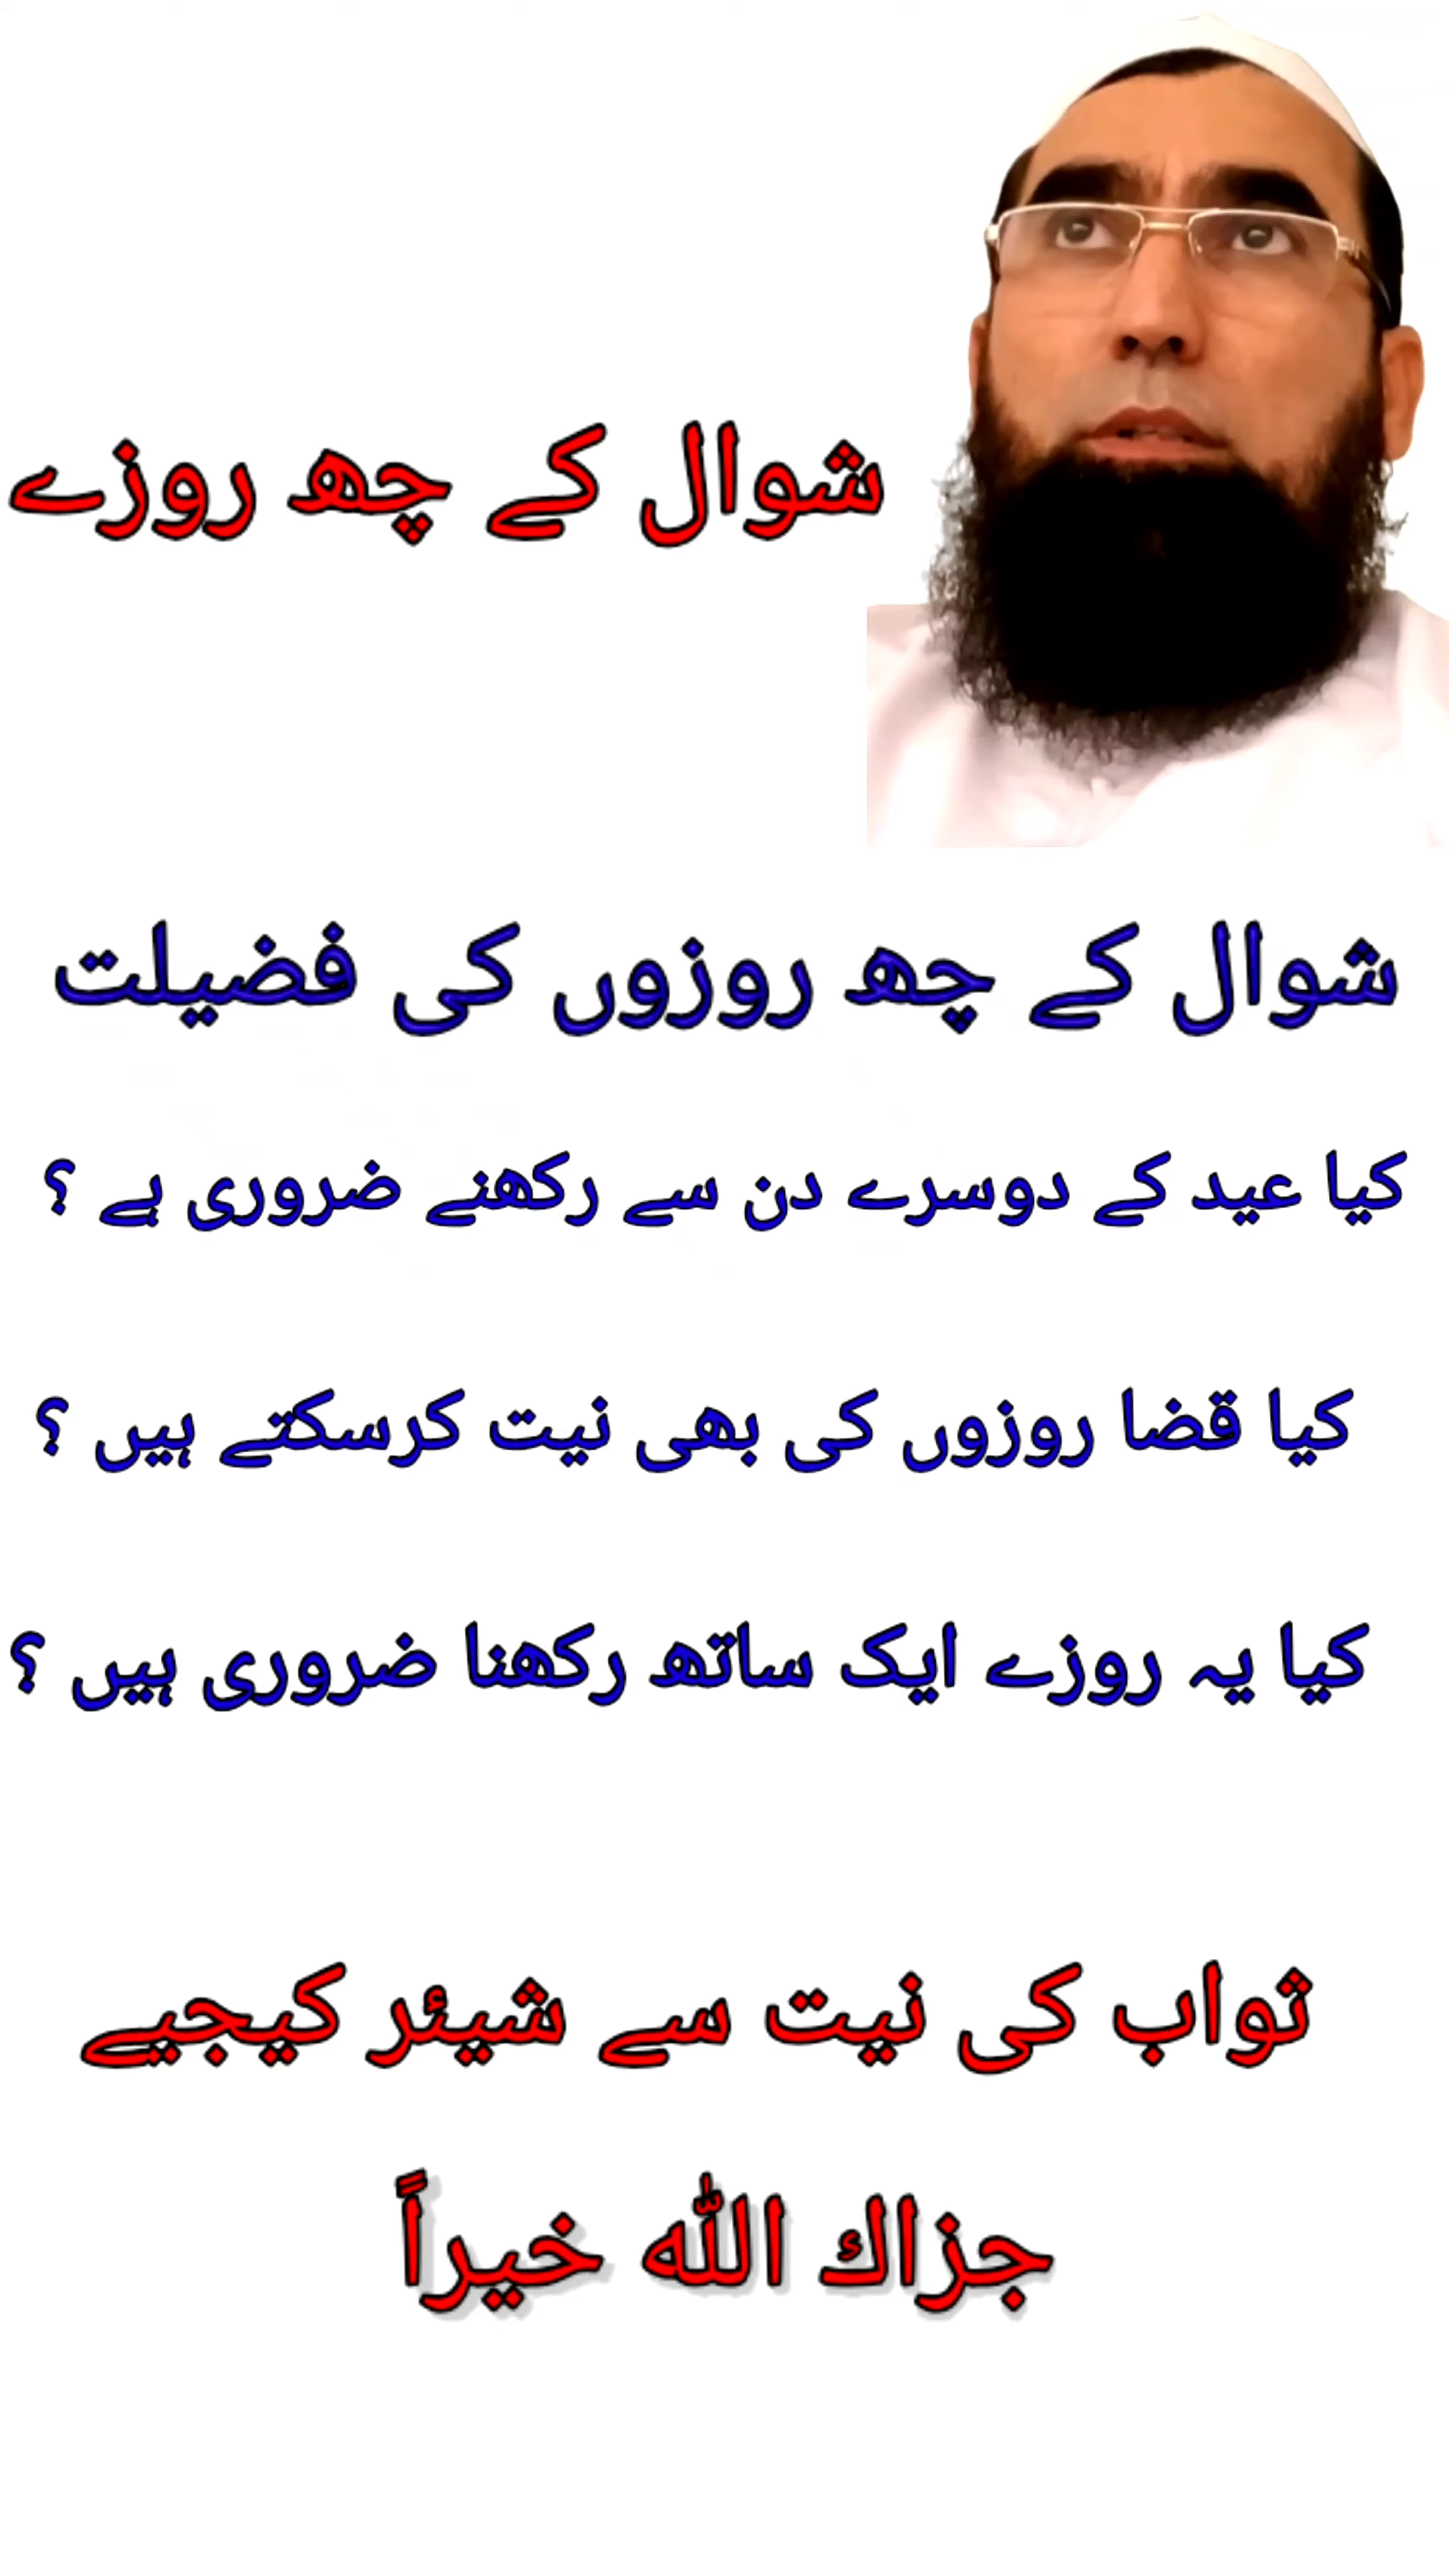 شوال کے چھ روزے
شوال کے چھ روزوں کی فضیلت
کیا عید کے دوسرے دن سے رکھنے ضروری ہے ؟
کیا قضا روزوں کی بھی نیت کرسکتے ہیں ؟
کیا یہ روزے ایک ساتھ رکھنا ضروری ہیں ؟
ثواب کی نیت سے شیئر کیجیے
جزاك الله خيراً